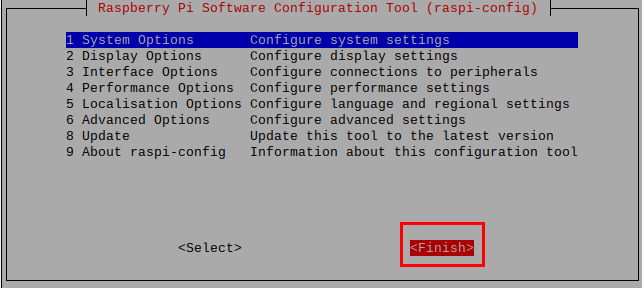 Raspberry Pi Software Configuration Tool (raspi-config)
1 System Options Configure system settings
2 Display Options Configure display settings
3 Interface Options Configure connections to peripherals
4 Performance Options Configure performance settings
5 Localisation Options Configure language and regional settings
6 Advanced Options Configure advanced settings
8 Update Update this tool to the latest version
9 About raspi-config Information about this configuration tool
<Select> <Finish>